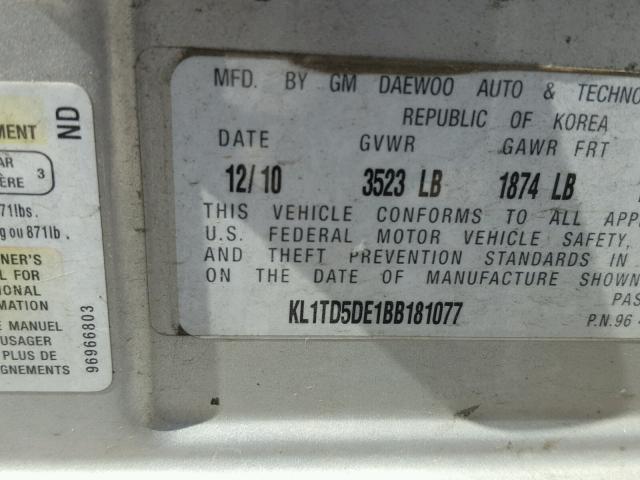 MENT
ND
AR
ÈRE 3
71lbs.
g ou 871lb.
NER'S
L FOR
IONAL
RMATION
E MANUEL
USAGER
PLUS DE
GNEMENTS
96966803
MFD. BY GM DAEWOO AUTO & TECHNO
REPUBLIC OF KOREA
DATE GVWR GAWR FRT
12/10 3523 LB 1874 LB
THIS VEHICLE CONFORMS TO ALL APP
U.S. FEDERAL MOTOR VEHICLE SAFETY,
AND THEFT PREVENTION STANDARDS IN
ON THE DATE OF MANUFACTURE SHOWN
PAS
KL1TD5DE1BB181077
P.N.96